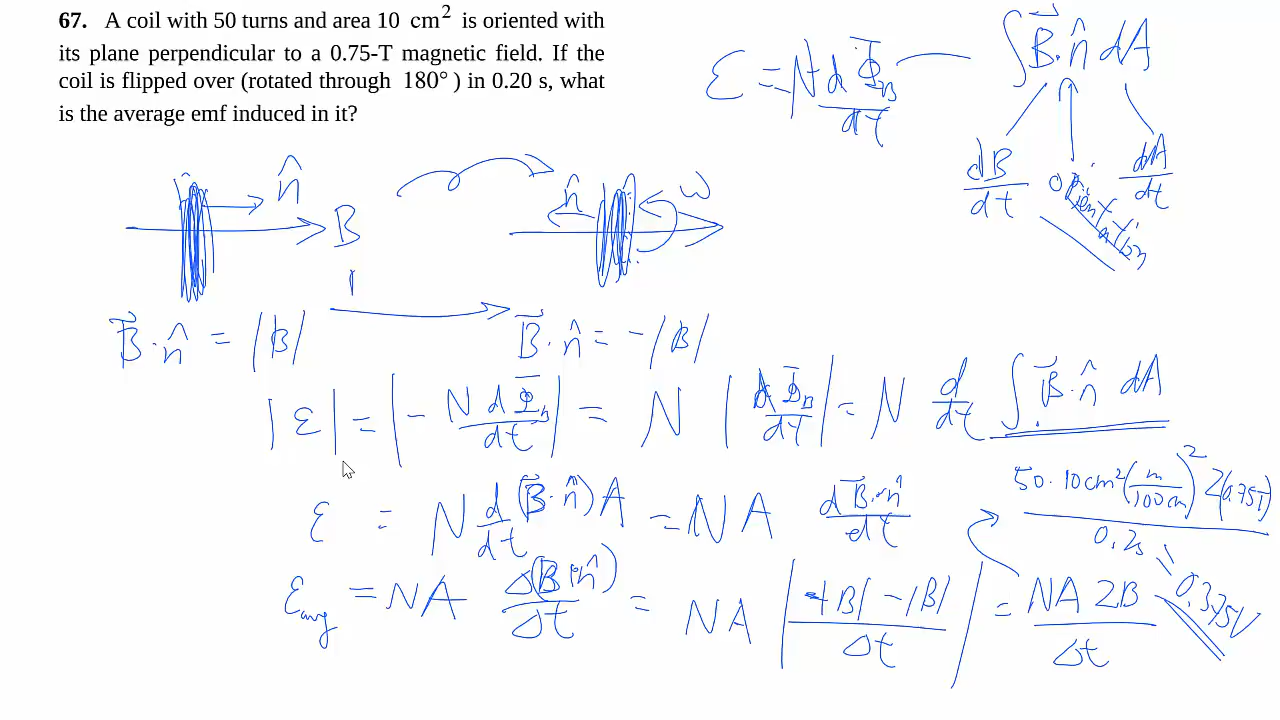 67. A coil with 50 turns and area 10 cm² is oriented with
its plane perpendicular to a 0.75-T magnetic field. If the
coil is flipped over (rotated through 180°) in 0.20 s, what
is the average emf induced in it?
ℰ = N dΦ_B/dt
∫ B⃗·n̂ dA
dB/dt orientation dA/dt
n̂ B n̂ ω
B⃗·n̂ = |B| B⃗·n̂ = -|B|
|ℰ| = |- N dΦ_B/dt| = N |dΦ_B/dt| = N d/dt ∫ B⃗·n̂ dA
ℰ = N d/dt (B⃗·n̂) A = NA dB⃗·n̂/dt
50·10cm² (m/100cm)² 2(0.75T) / 0.2s
0.375V
ℰavg = NA Δ(B·n̂)/Δt = NA |-|B| -|B| / Δt| = NA 2B/Δt